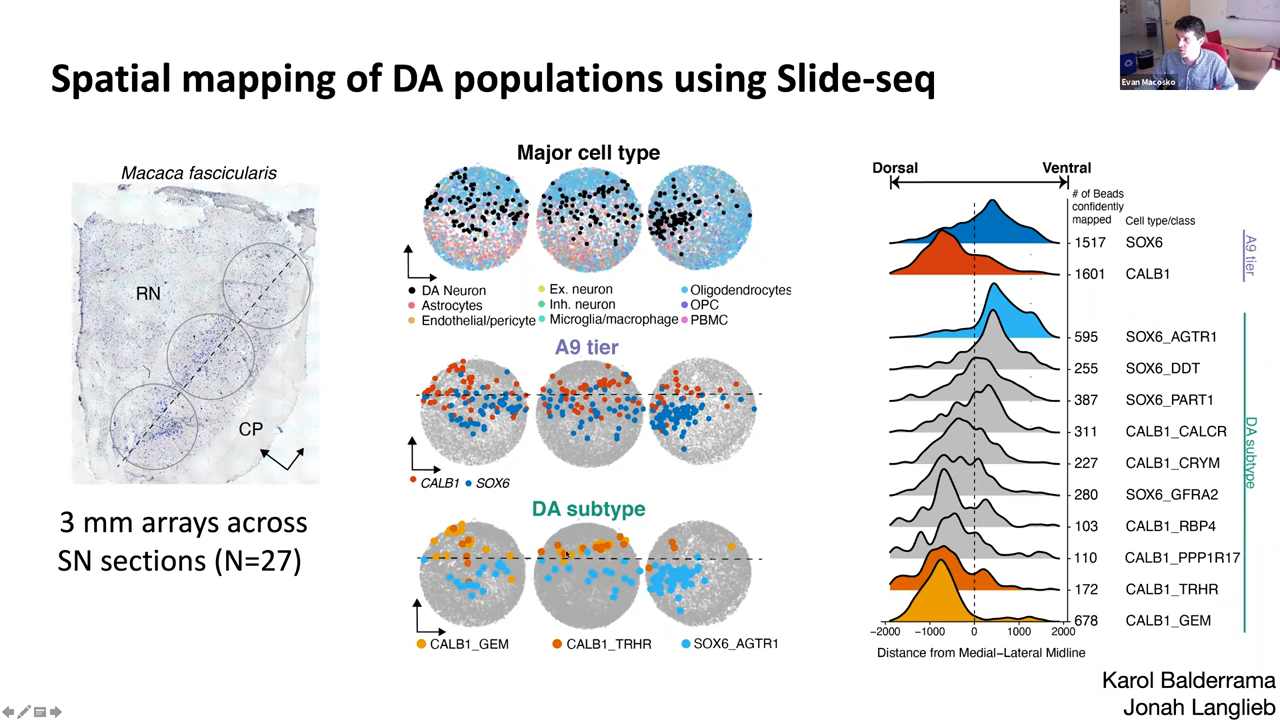 Evan Macosko
Spatial mapping of DA populations using Slide-seq
Macaca fascicularis
RN
CP
3 mm arrays across
SN sections (N=27)
Major cell type
DA Neuron
Astrocytes
Endothelial/pericyte
Ex. neuron
Inh. neuron
Microglia/macrophage
Oligodendrocytes
OPC
PBMC
A9 tier
CALB1
SOX6
DA subtype
CALB1_GEM
CALB1_TRHR
SOX6_AGTR1
Dorsal
Ventral
# of Beads
confidently
mapped
Cell type/class
1517 SOX6
1601 CALB1
A9 tier
595 SOX6_AGTR1
255 SOX6_DDT
387 SOX6_PART1
311 CALB1_CALCR
227 CALB1_CRYM
280 SOX6_GFRA2
103 CALB1_RBP4
110 CALB1_PPP1R17
172 CALB1_TRHR
678 CALB1_GEM
DA subtype
−2000 −1000 0 1000 2000
Distance from Medial−Lateral Midline
Karol Balderrama
Jonah Langlieb